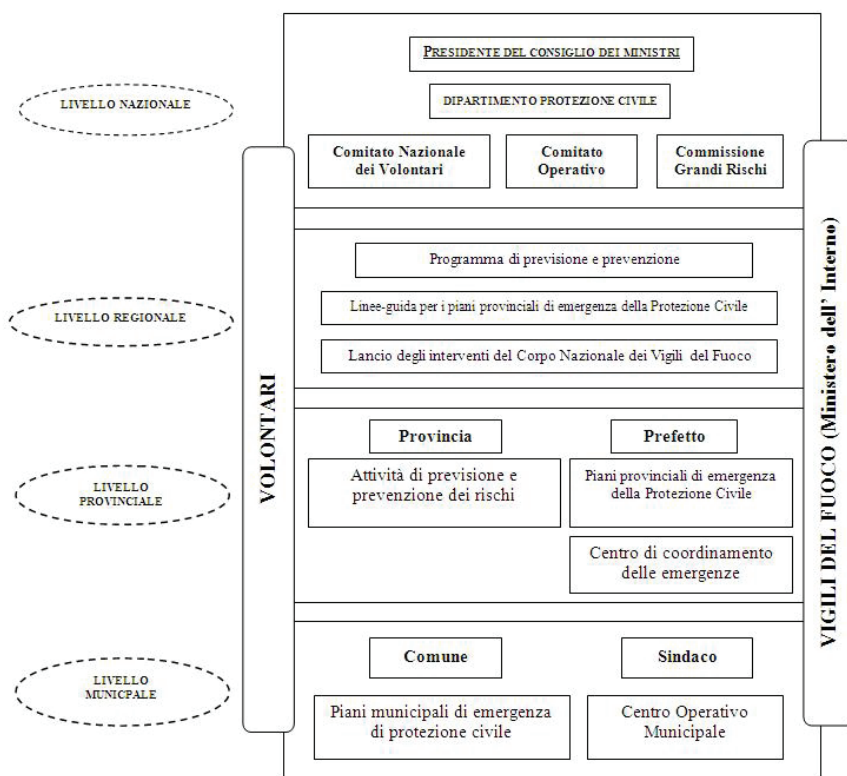 PRESIDENTE DEL CONSIGLIO DEI MINISTRI
LIVELLO NAZIONALE
DIPARTIMENTO PROTEZIONE CIVILE
Comitato Nazionale
dei Volontari
Comitato
Operativo
Commissione
Grandi Rischi
VOLONTARI
VIGILI DEL FUOCO (Ministero dell' Interno)
LIVELLO REGIONALE
Programma di previsione e prevenzione
Linee-guida per i piani provinciali di emergenza della Protezione Civile
Lancio degli interventi del Corpo Nazionale dei Vigili del Fuoco
LIVELLO
PROVINCIALE
Provincia
Attività di previsione e
prevenzione dei rischi
Prefetto
Piani provinciali di emergenza
della Protezione Civile
Centro di coordinamento
delle emergenze
LIVELLO
MUNICPALE
Comune
Piani municipali di emergenza
di protezione civile
Sindaco
Centro Operativo
Municipale